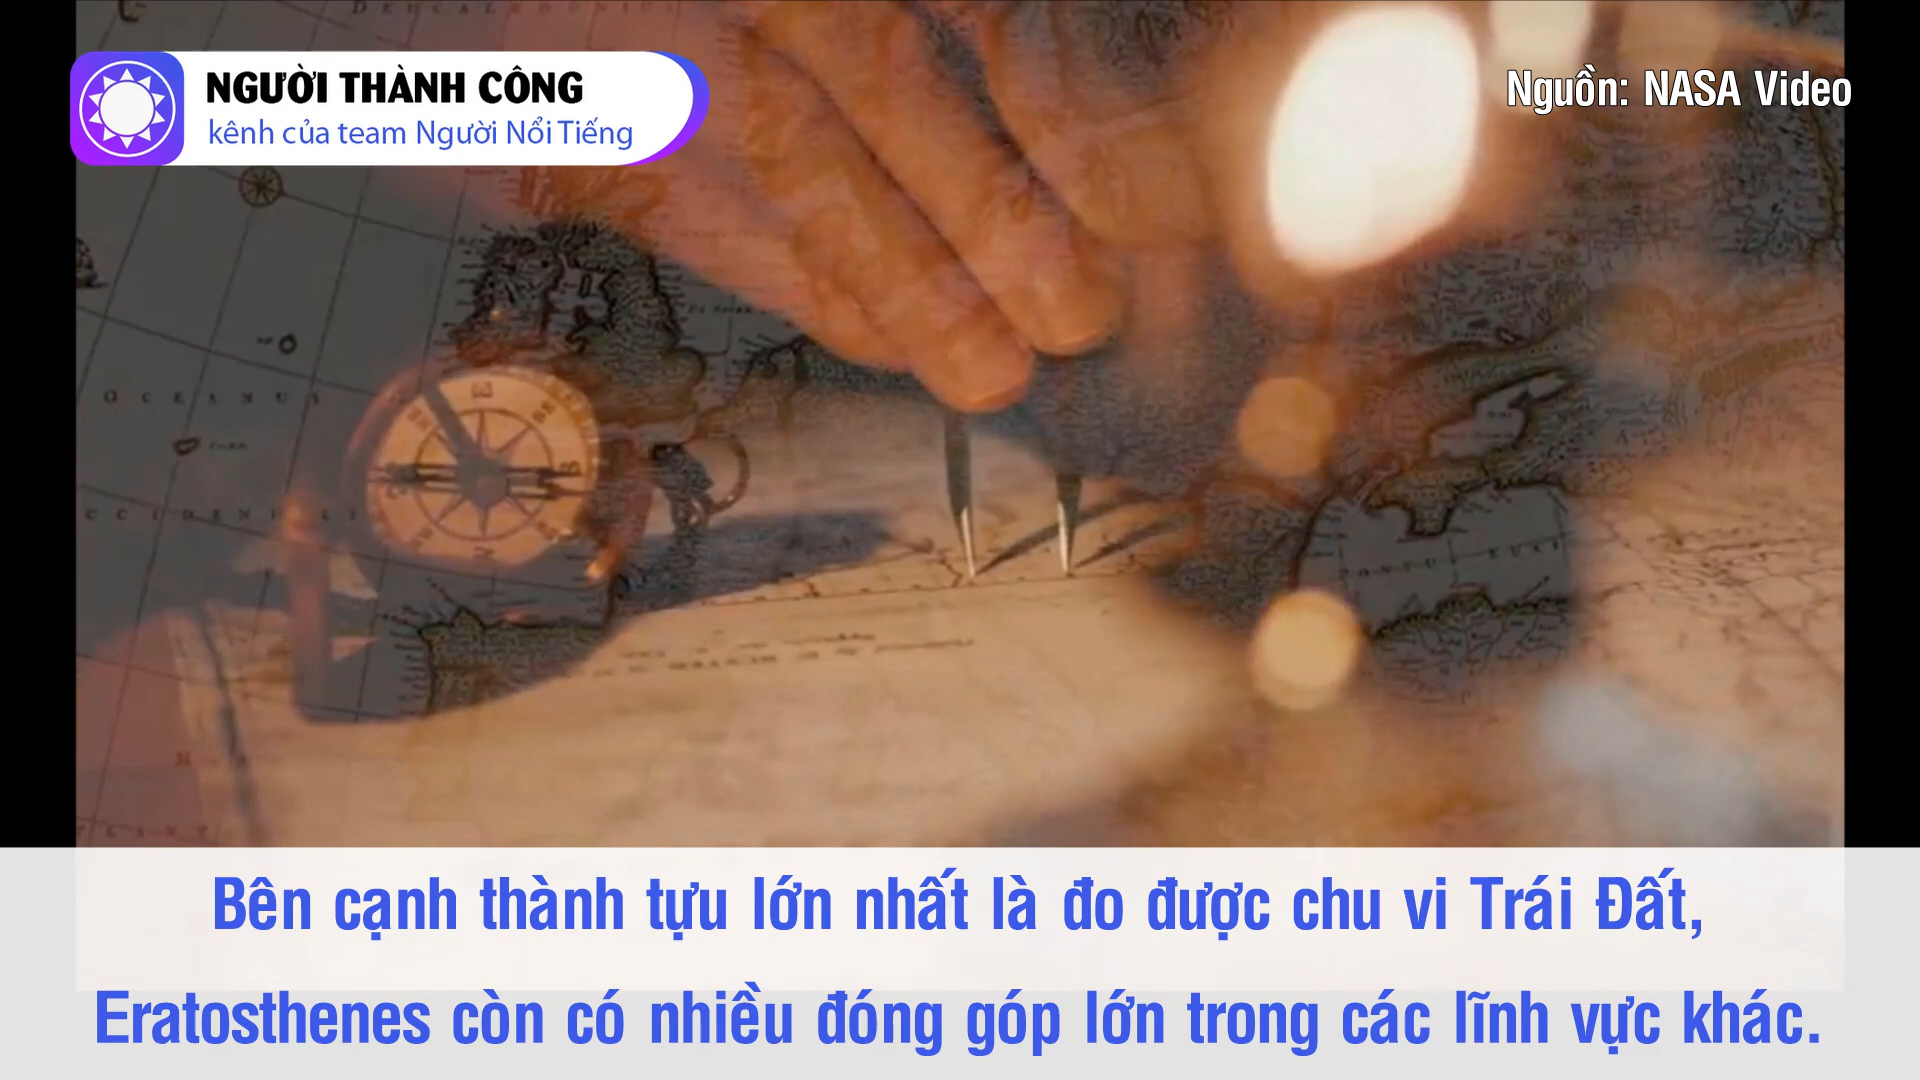 NGƯỜI THÀNH CÔNG
kênh của team Người Nổi Tiếng
Nguồn: NASA Video
OCEANUS
Bên cạnh thành tựu lớn nhất là đo được chu vi Trái Đất,
Eratosthenes còn có nhiều đóng góp lớn trong các lĩnh vực khác.